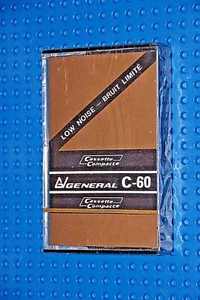 LOW NOISE - BRUIT LIMITÉ
Cassette
Compacte
GENERAL C-60
Cassette
Compacte